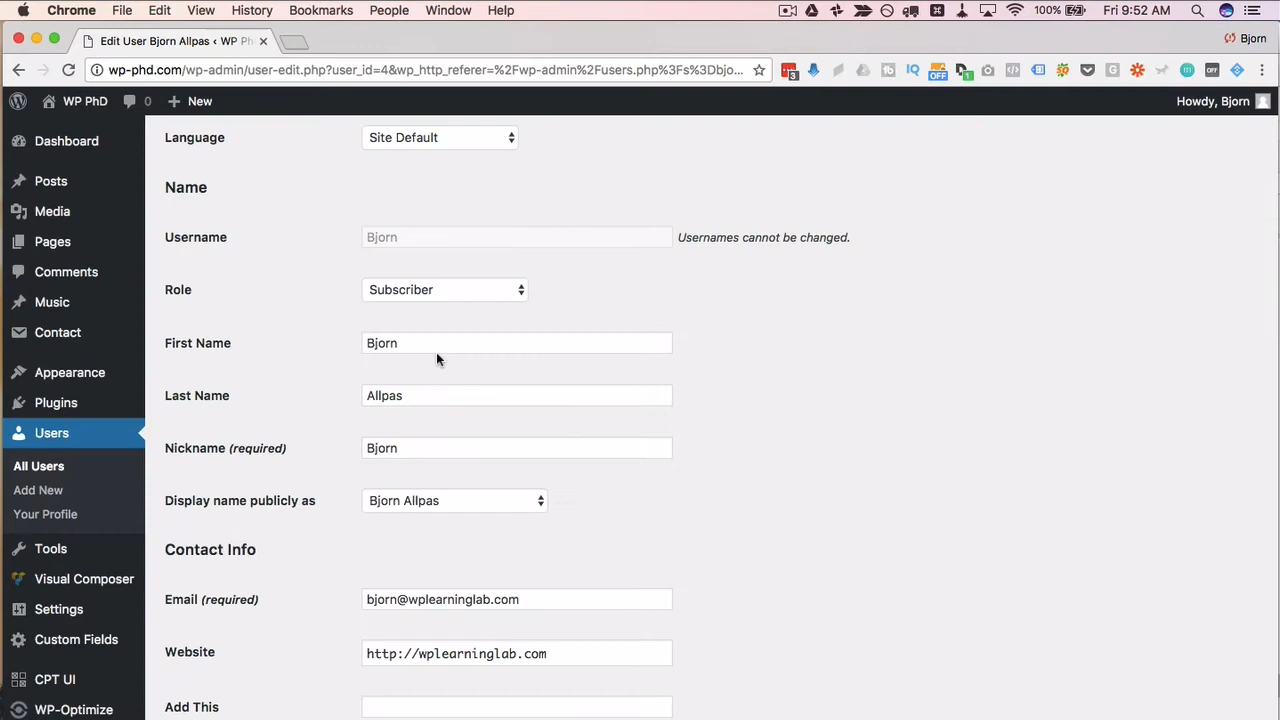 Chrome File Edit View History Bookmarks People Window Help 100% Fri 9:52 AM
Edit User Bjorn Allpas ‹ WP Ph Bjorn
wp-phd.com/wp-admin/user-edit.php?user_id=4&wp_http_referer=%2Fwp-admin%2Fusers.php%3Fs%3Dbjo... 3 OFF 1
WP PhD 0 + New Howdy, Bjorn
Dashboard
Posts
Media
Pages
Comments
Music
Contact
Appearance
Plugins
Users
All Users
Add New
Your Profile
Tools
Visual Composer
Settings
Custom Fields
CPT UI
WP-Optimize
Language Site Default
Name
Username Bjorn Usernames cannot be changed.
Role Subscriber
First Name Bjorn
Last Name Allpas
Nickname (required) Bjorn
Display name publicly as Bjorn Allpas
Contact Info
Email (required) bjorn@wplearninglab.com
Website http://wplearninglab.com
Add This